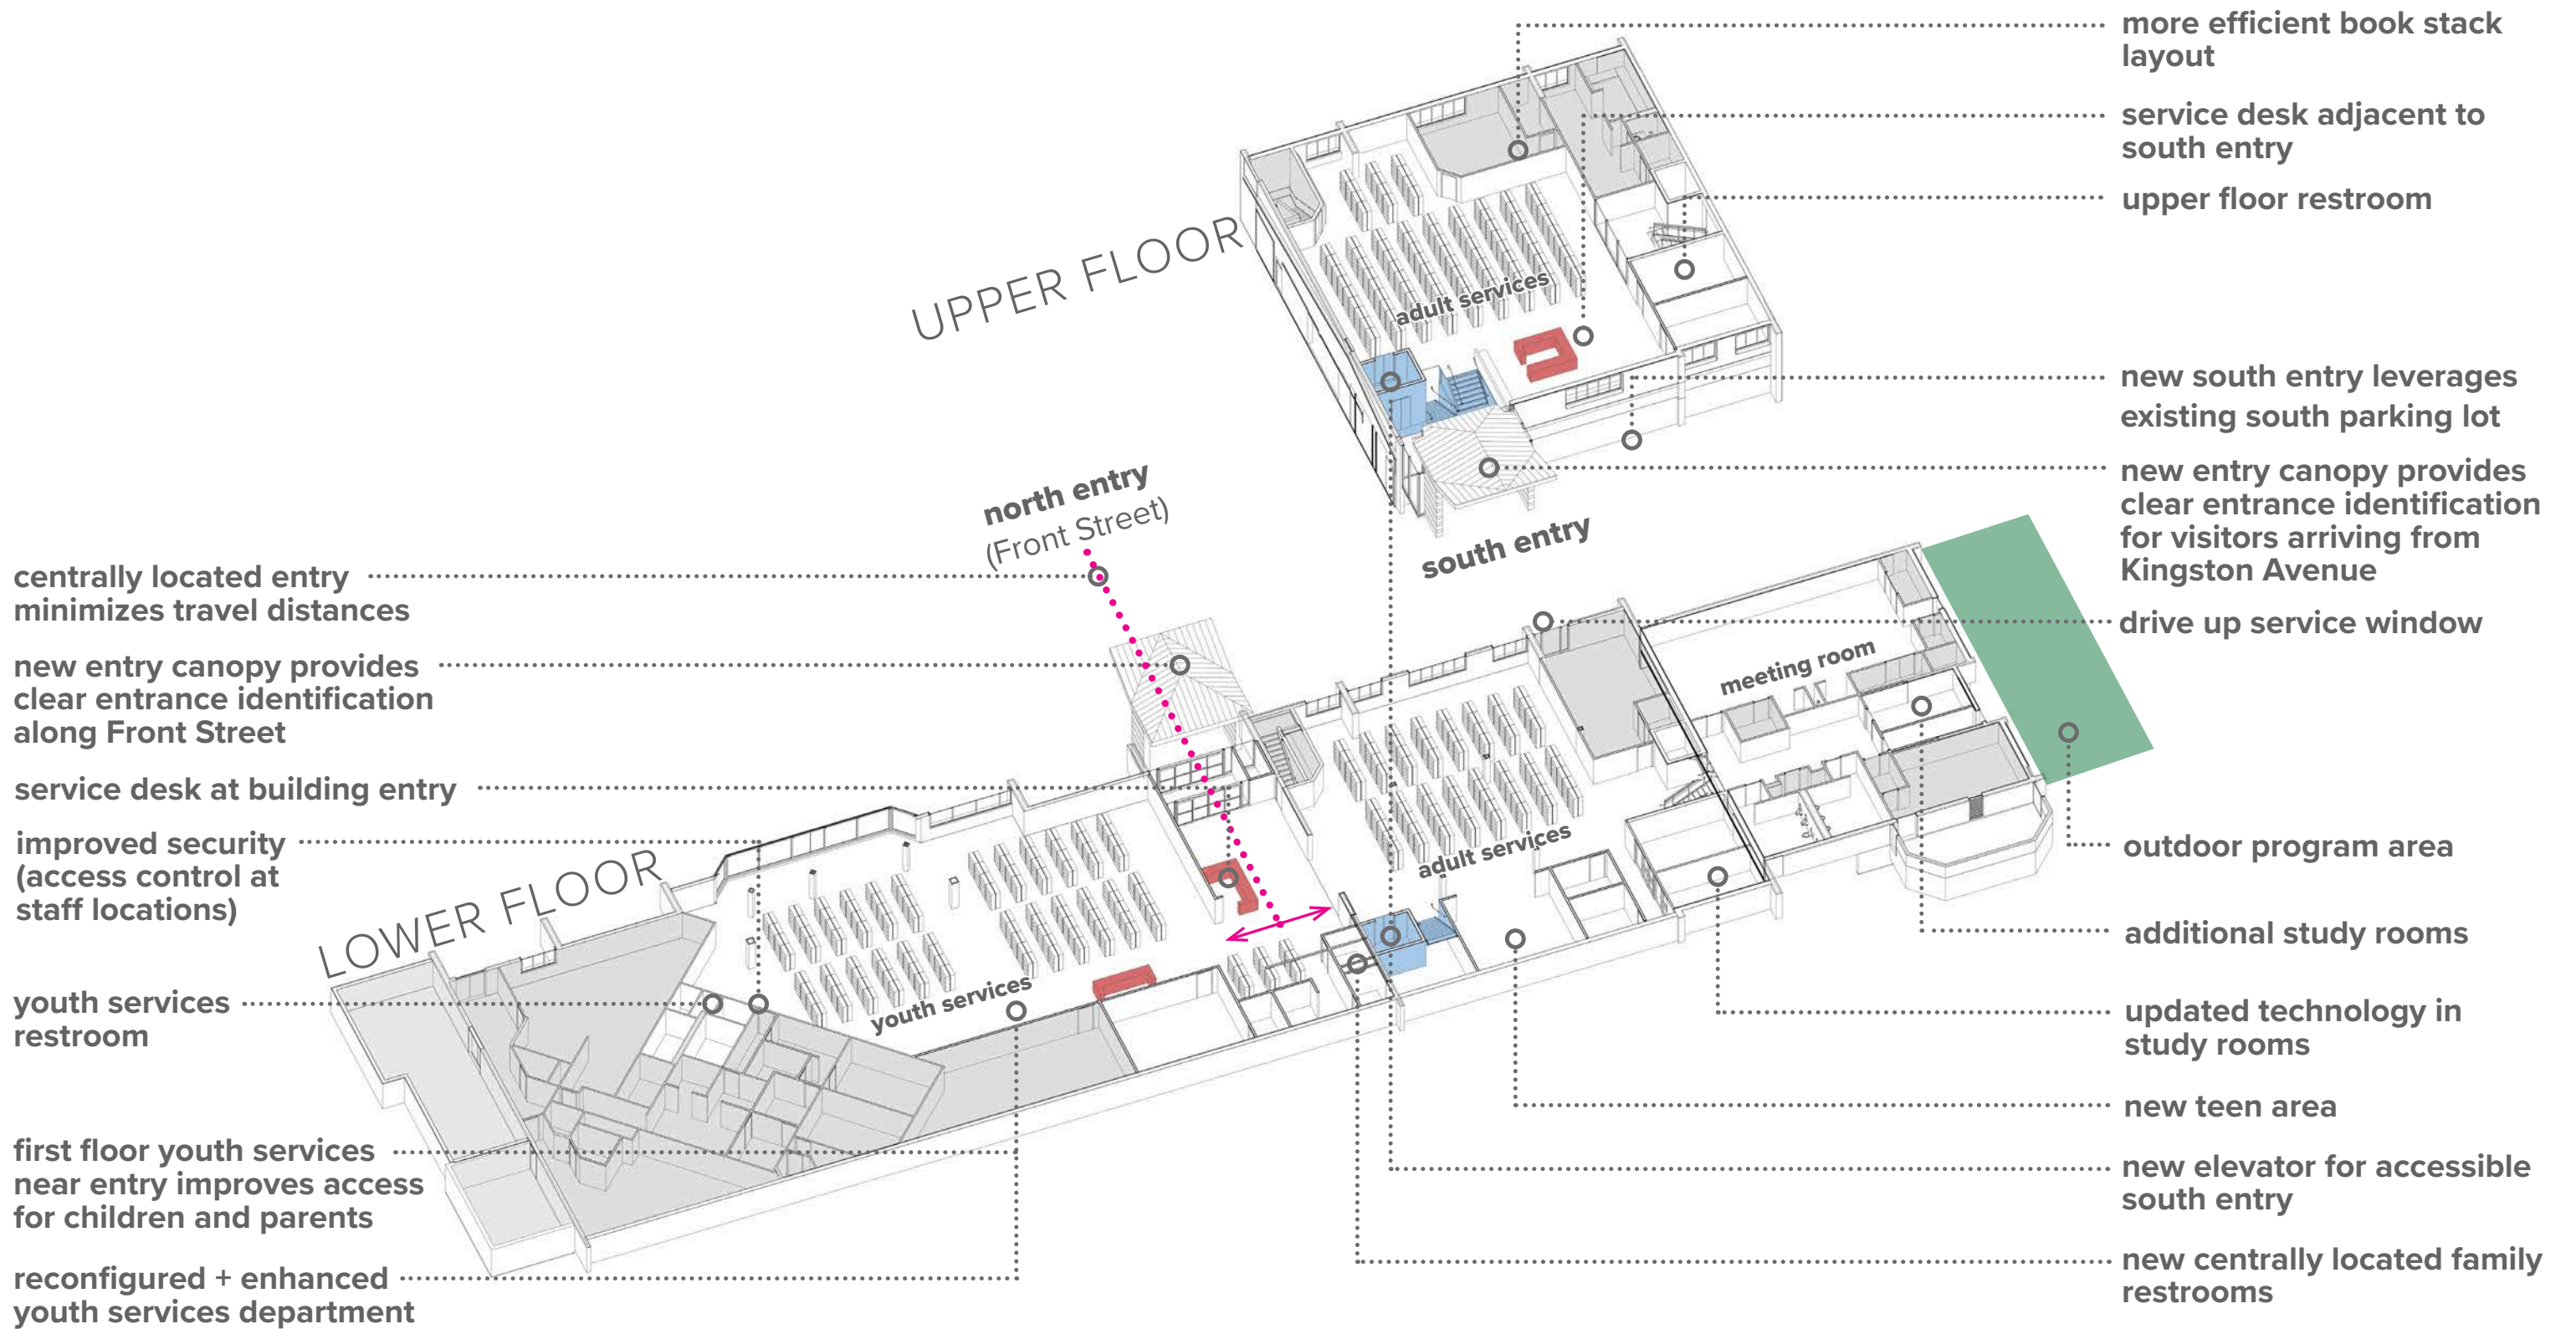 more efficient book stack
layout
service desk adjacent to
south entry
upper floor restroom
UPPER FLOOR
adult services
new south entry leverages
existing south parking lot
new entry canopy provides
clear entrance identification
for visitors arriving from
Kingston Avenue
north entry
(Front Street)
south entry
centrally located entry
minimizes travel distances
drive up service window
new entry canopy provides
clear entrance identification
along Front Street
meeting room
service desk at building entry
improved security
(access control at
staff locations)
LOWER FLOOR
adult services
outdoor program area
additional study rooms
youth services
restroom
youth services
updated technology in
study rooms
new teen area
first floor youth services
near entry improves access
for children and parents
new elevator for accessible
south entry
reconfigured + enhanced
youth services department
new centrally located family
restrooms